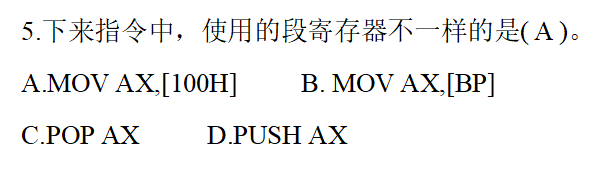 5.下来指令中，使用的段寄存器不一样的是( A )。
A.MOV AX,[100H] B. MOV AX,[BP]
C.POP AX D.PUSH AX